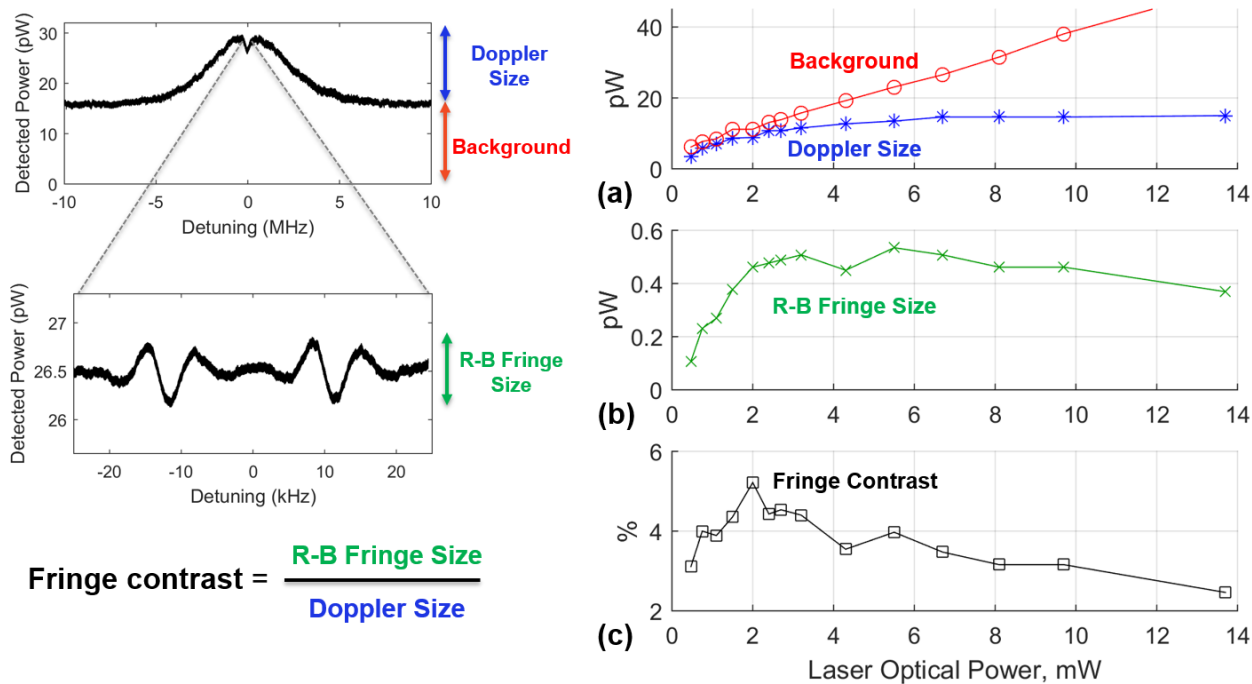 Detected Power (pW)
30
20
10
0
-10
-5
0
5
10
Detuning (MHz)
Doppler
Size
Background
Detected Power (pW)
27
26.5
26
-20
-10
0
10
20
Detuning (kHz)
R-B Fringe
Size
Fringe contrast =
R-B Fringe Size
Doppler Size
(a)
pW
40
20
0
Background
Doppler Size
0
2
4
6
8
10
12
14
(b)
pW
0.6
0.4
0.2
0
R-B Fringe Size
0
2
4
6
8
10
12
14
(c)
%
6
4
2
Fringe Contrast
0
2
4
6
8
10
12
14
Laser Optical Power, mW